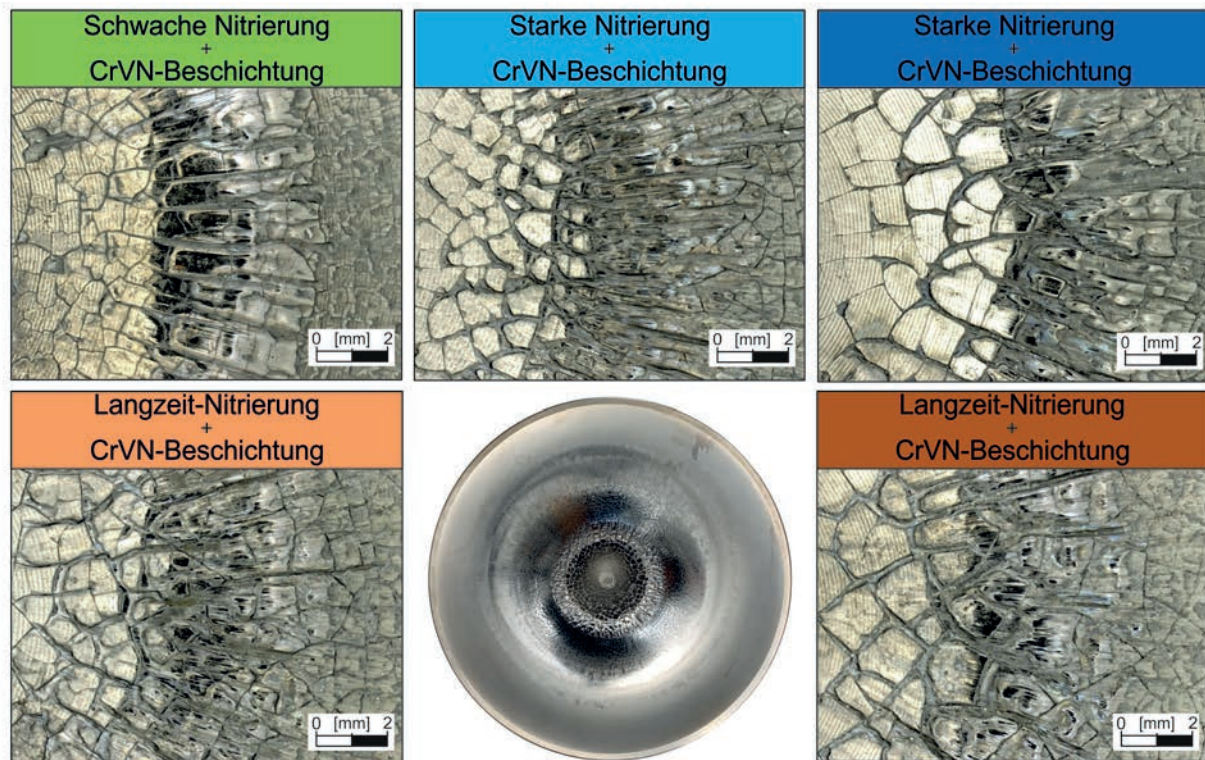 Schwache Nitrierung
+
CrVN-Beschichtung
Starke Nitrierung
+
CrVN-Beschichtung
Starke Nitrierung
+
CrVN-Beschichtung
0 [mm] 2
0 [mm] 2
0 [mm] 2
Langzeit-Nitrierung
+
CrVN-Beschichtung
Langzeit-Nitrierung
+
CrVN-Beschichtung
0 [mm] 2
0 [mm] 2